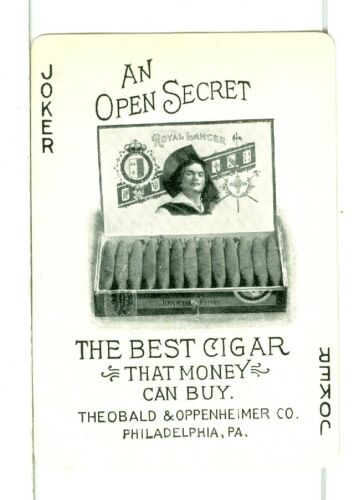 JOKER
AN
OPEN SECRET
ROYAL LANCER
THE BEST CIGAR
THAT MONEY
CAN BUY.
THEOBALD & OPPENHEIMER CO.
PHILADELPHIA, PA.
JOKER